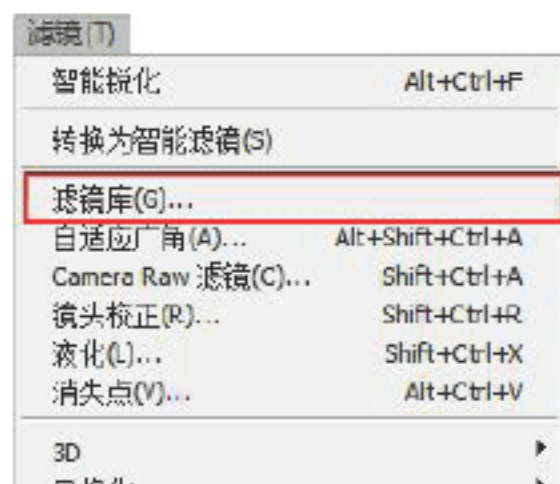 滤镜(T)
智能锐化 Alt+Ctrl+F
转换为智能滤镜(S)
滤镜库(G)...
自适应广角(A)... Alt+Shift+Ctrl+A
Camera Raw 滤镜(C)... Shift+Ctrl+A
镜头校正(R)... Shift+Ctrl+R
液化(L)... Shift+Ctrl+X
消失点(V)... Alt+Ctrl+V
3D